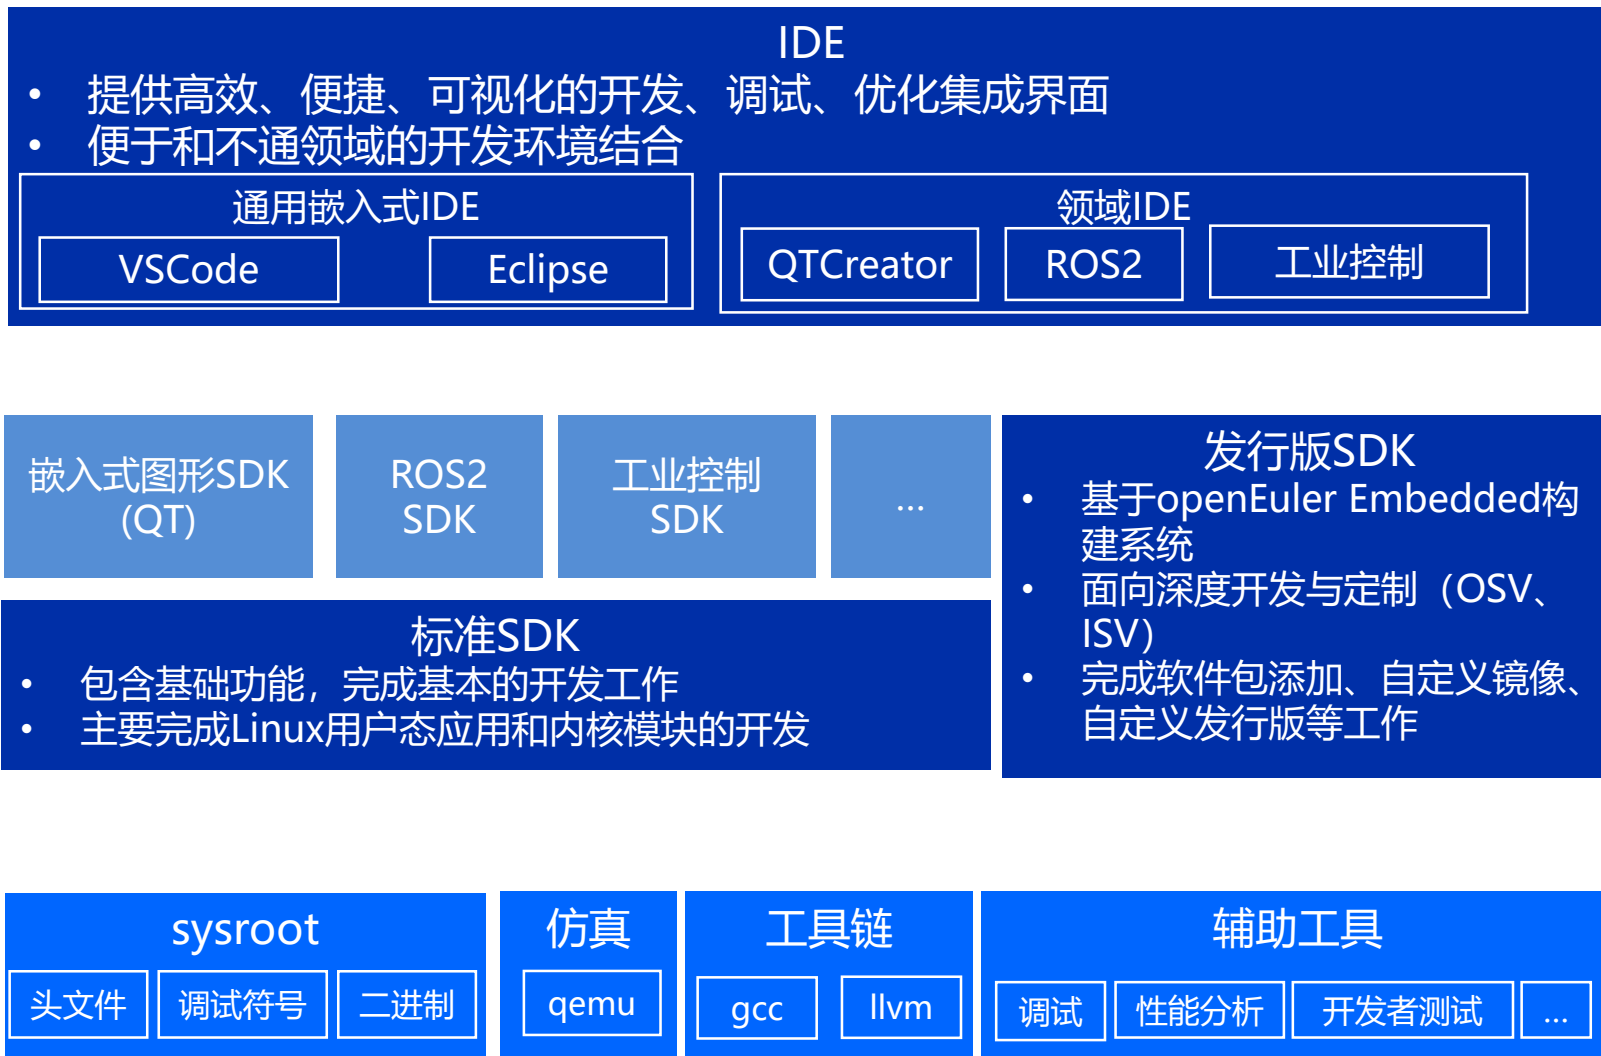 IDE
• 提供高效、便捷、可视化的开发、调试、优化集成界面
• 便于和不通领域的开发环境结合
通用嵌入式IDE
VSCode
Eclipse
领域IDE
QTCreator
ROS2
工业控制
嵌入式图形SDK
(QT)
ROS2
SDK
工业控制
SDK
...
标准SDK
• 包含基础功能，完成基本的开发工作
• 主要完成Linux用户态应用和内核模块的开发
发行版SDK
• 基于openEuler Embedded构
建系统
• 面向深度开发与定制（OSV、
ISV）
• 完成软件包添加、自定义镜像、
自定义发行版等工作
sysroot
头文件
调试符号
二进制
仿真
qemu
工具链
gcc
llvm
辅助工具
调试
性能分析
开发者测试
...